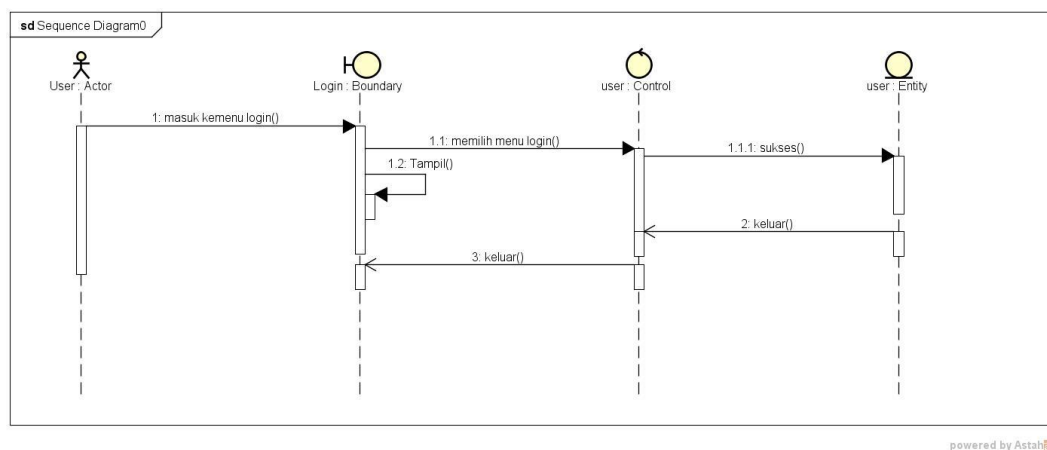 sd Sequence Diagram0
User : Actor
Login : Boundary
user : Control
user : Entity
1: masuk kemenu login()
1.1: memilih menu login()
1.1.1: sukses()
1.2: Tampil()
2: keluar()
3: keluar()
powered by Astah